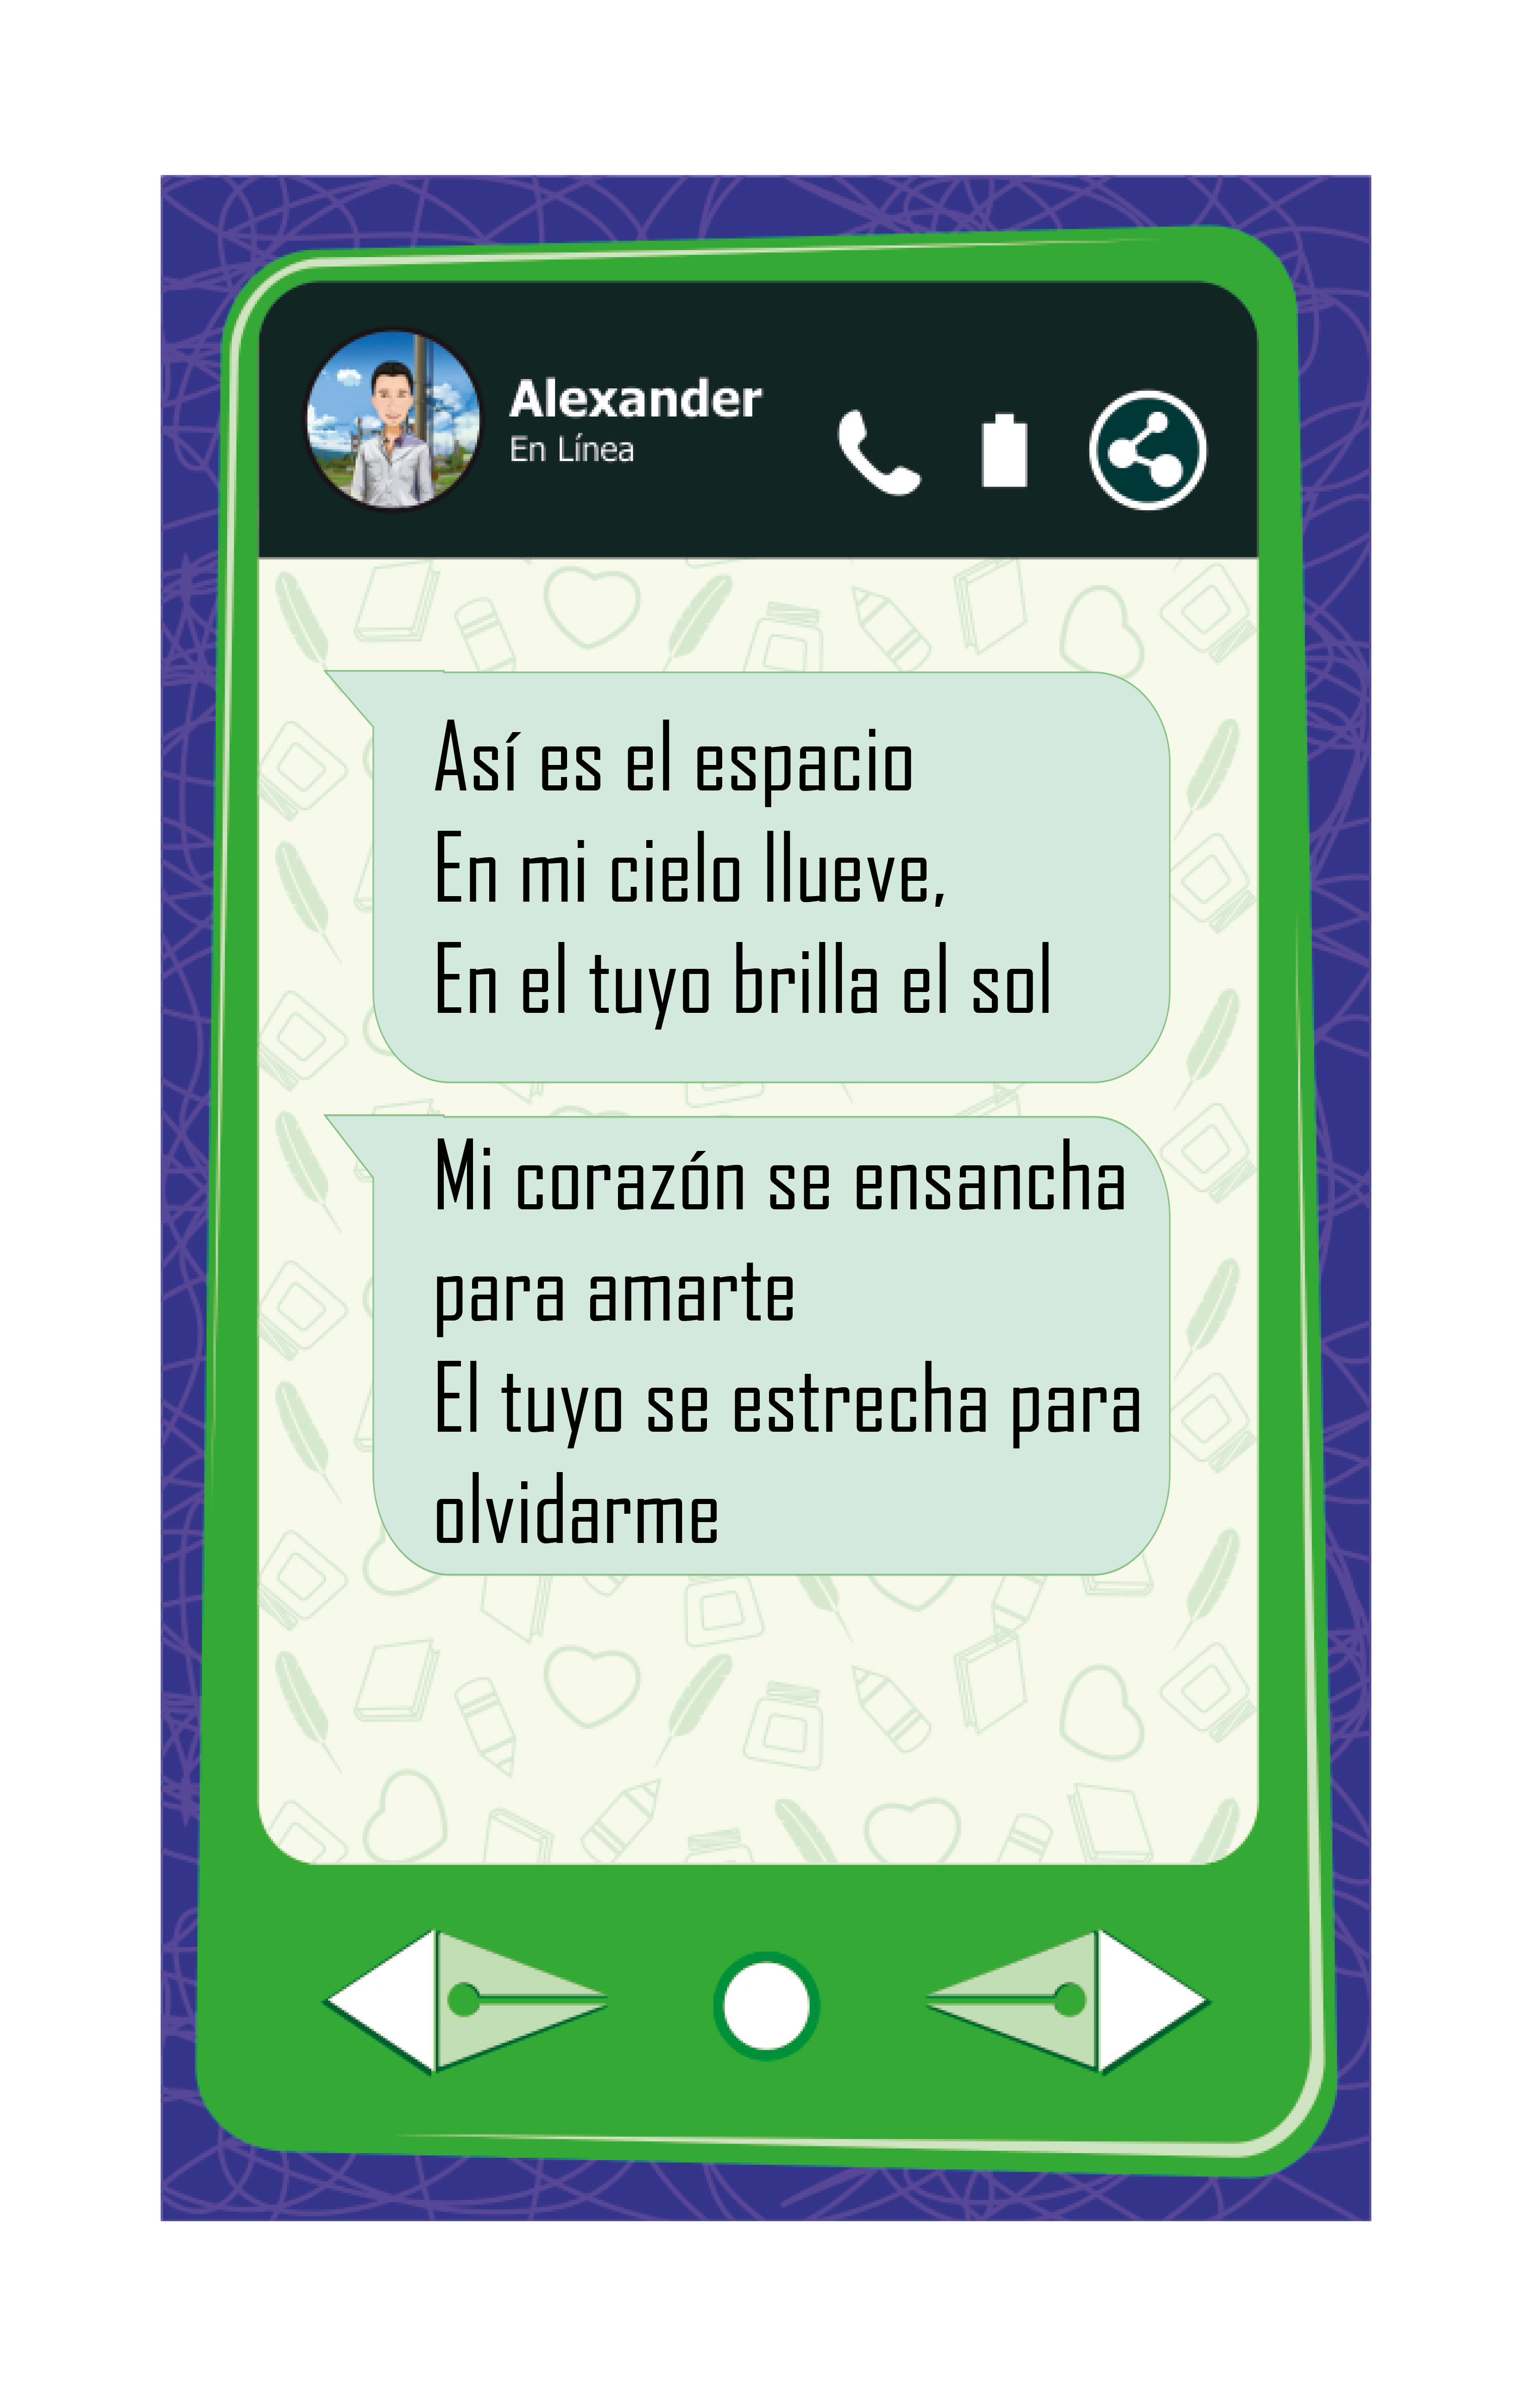 Alexander
En Línea
Así es el espacio
En mi cielo llueve,
En el tuyo brilla el sol
Mi corazón se ensancha
para amarte
El tuyo se estrecha para
olvidarme